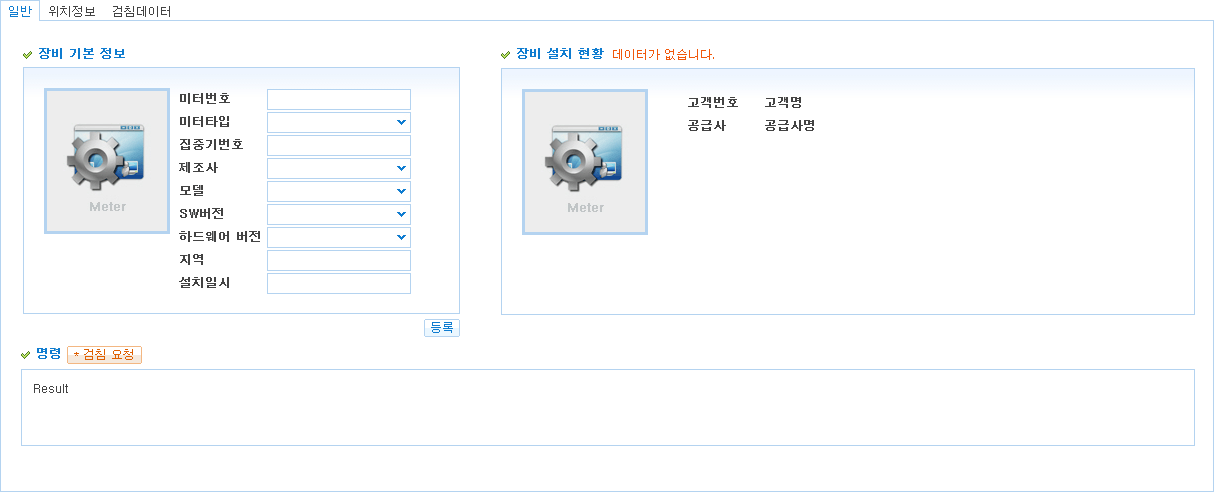 일반 위치정보 검침데이터
장비 기본 정보
Meter
미터번호
미터타입
집중기번호
제조사
모델
SW버전
하드웨어 버전
지역
설치일시
등록
장비 설치 현황 데이터가 없습니다.
Meter
고객번호 고객명
공급사 공급사명
명령 * 검침 요청
Result